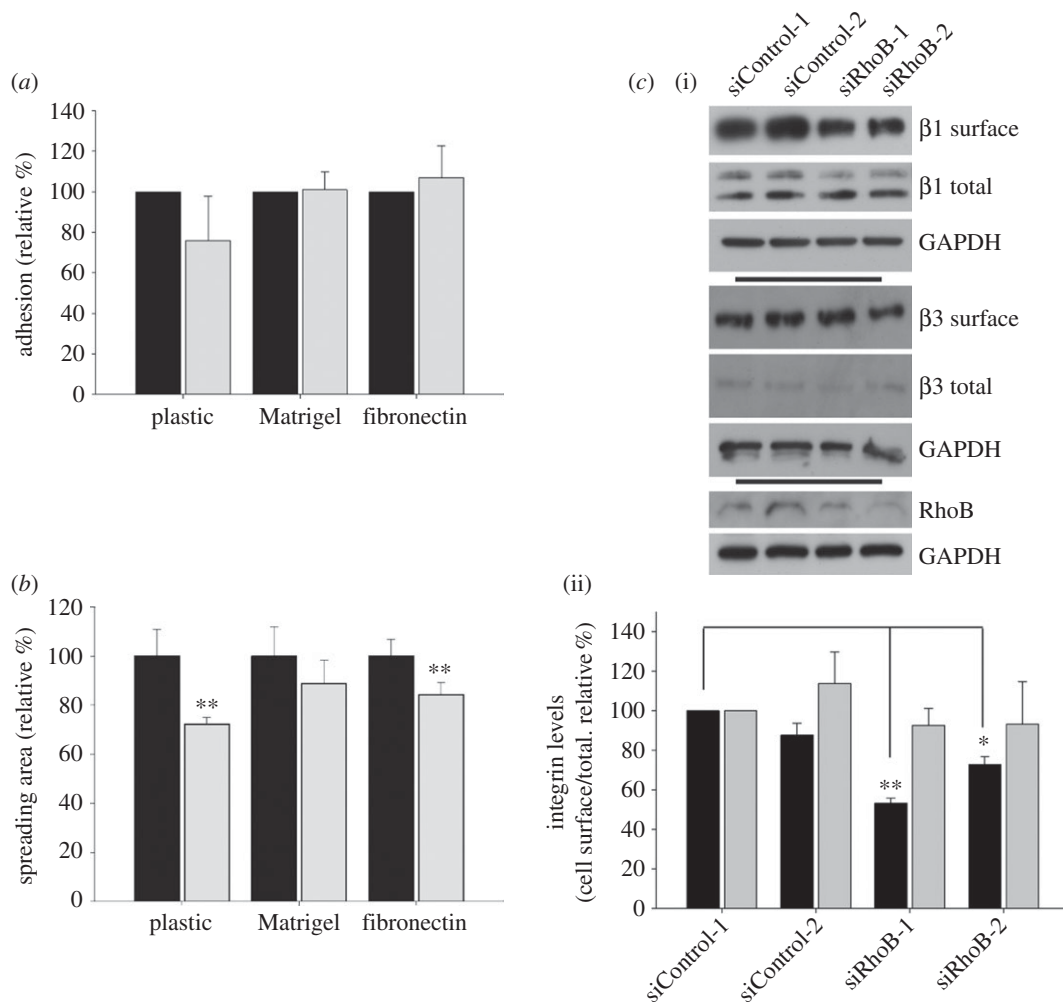 (a)
140
120
100
80
60
40
20
0
adhesion (relative %)
plastic Matrigel fibronectin
(b)
120
100
80
60
40
20
0
spreading area (relative %)
**
**
plastic Matrigel fibronectin
(c) (i)
siControl-1
siControl-2
siRhoB-1
siRhoB-2
β1 surface
β1 total
GAPDH
β3 surface
β3 total
GAPDH
RhoB
GAPDH
(ii)
140
120
100
80
60
40
20
0
integrin levels
(cell surface/total. relative %)
**
*
siControl-1
siControl-2
siRhoB-1
siRhoB-2